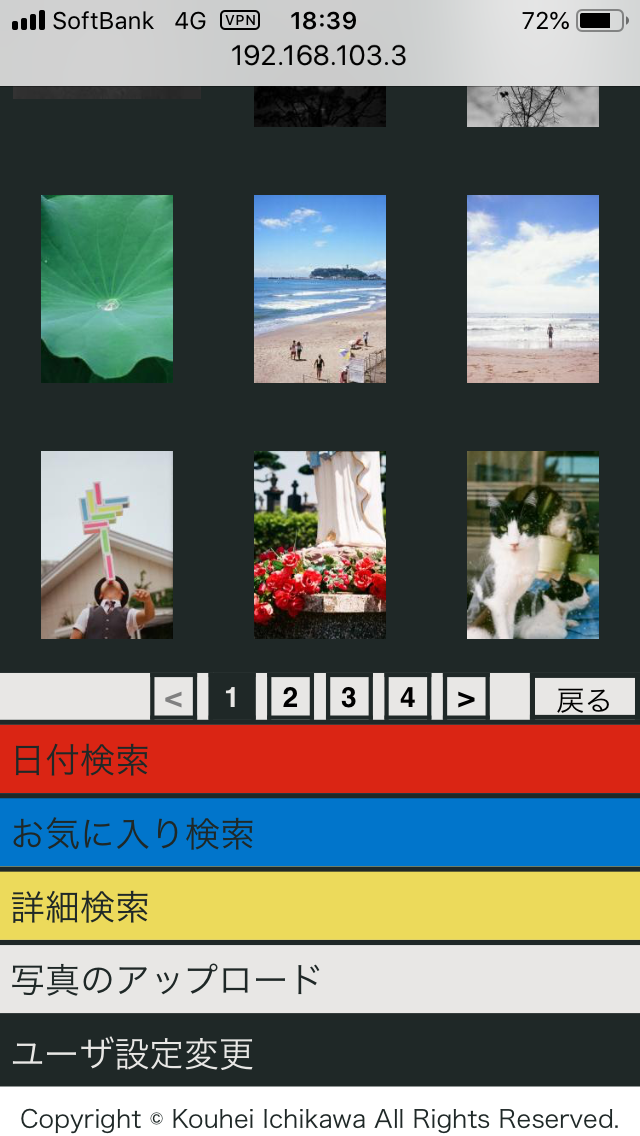 SoftBank 4G VPN 18:39 72%
192.168.103.3
< 1 2 3 4 > 戻る
日付検索
お気に入り検索
詳細検索
写真のアップロード
ユーザ設定変更
Copyright © Kouhei Ichikawa All Rights Reserved.